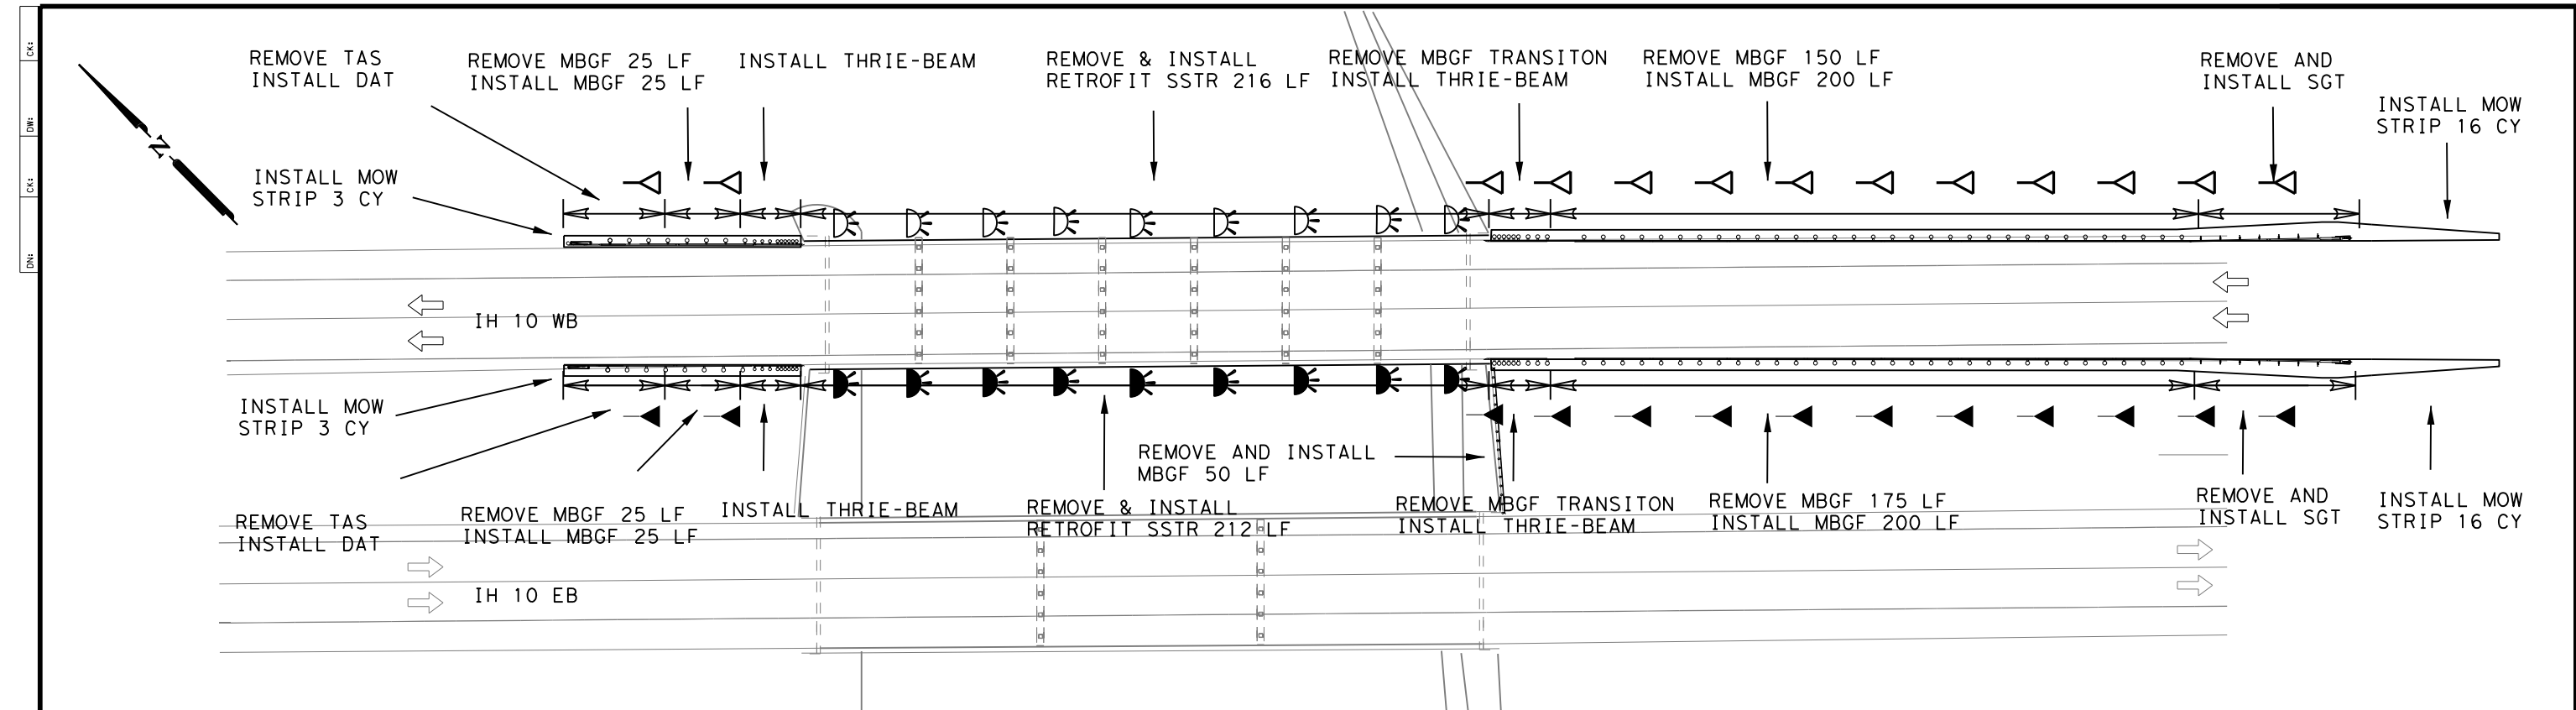 CK:
DW:
CK:
DN:
N
REMOVE TAS
INSTALL DAT
REMOVE MBGF 25 LF
INSTALL MBGF 25 LF
INSTALL THRIE-BEAM
REMOVE & INSTALL
RETROFIT SSTR 216 LF
REMOVE MBGF TRANSITON
INSTALL THRIE-BEAM
REMOVE MBGF 150 LF
INSTALL MBGF 200 LF
REMOVE AND
INSTALL SGT
INSTALL MOW
STRIP 16 CY
INSTALL MOW
STRIP 3 CY
IH 10 WB
INSTALL MOW
STRIP 3 CY
REMOVE AND INSTALL
MBGF 50 LF
REMOVE TAS
INSTALL DAT
REMOVE MBGF 25 LF
INSTALL MBGF 25 LF
INSTALL THRIE-BEAM
REMOVE & INSTALL
RETROFIT SSTR 212 LF
REMOVE MBGF TRANSITON
INSTALL THRIE-BEAM
REMOVE MBGF 175 LF
INSTALL MBGF 200 LF
REMOVE AND
INSTALL SGT
INSTALL MOW
STRIP 16 CY
IH 10 EB